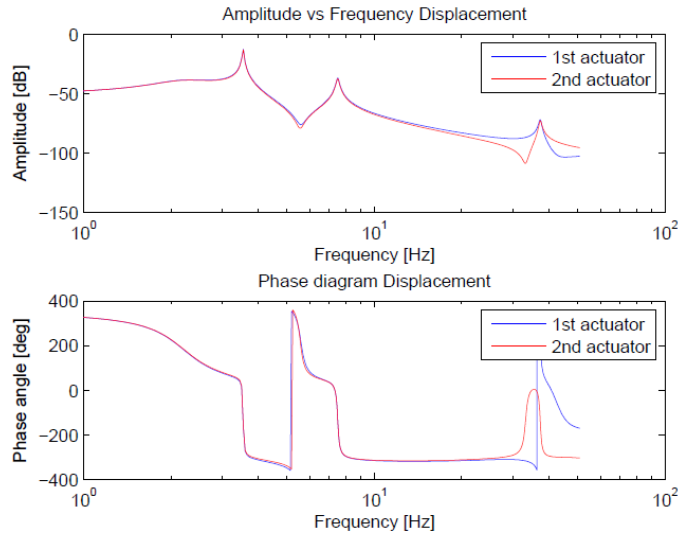 Amplitude vs Frequency Displacement
Amplitude [dB]
0
−50
−100
−150
1st actuator
2nd actuator
10^0
10^1
10^2
Frequency [Hz]
Phase diagram Displacement
Phase angle [deg]
400
200
0
−200
−400
1st actuator
2nd actuator
10^0
10^1
10^2
Frequency [Hz]